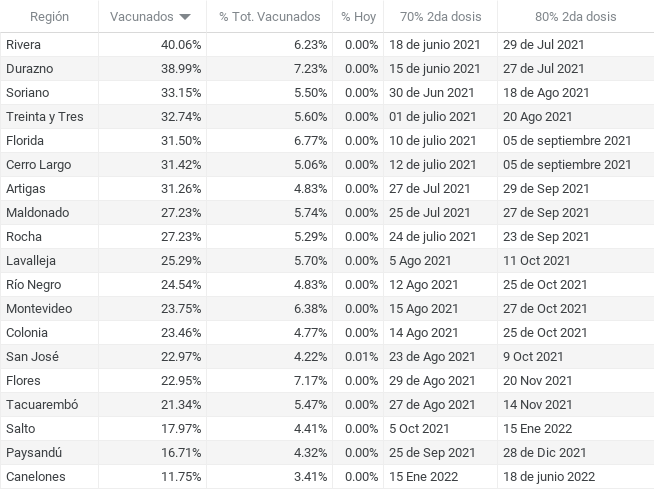 Región Vacunados % Tot. Vacunados % Hoy 70% 2da dosis 80% 2da dosis
Rivera 40.06% 6.23% 0.00% 18 de junio 2021 29 de Jul 2021
Durazno 38.99% 7.23% 0.00% 15 de junio 2021 27 de Jul 2021
Soriano 33.15% 5.50% 0.00% 30 de Jun 2021 18 de Ago 2021
Treinta y Tres 32.74% 5.60% 0.00% 01 de julio 2021 20 Ago 2021
Florida 31.50% 6.77% 0.00% 10 de julio 2021 05 de septiembre 2021
Cerro Largo 31.42% 5.06% 0.00% 12 de julio 2021 05 de septiembre 2021
Artigas 31.26% 4.83% 0.00% 27 de Jul 2021 29 de Sep 2021
Maldonado 27.23% 5.74% 0.00% 25 de Jul 2021 27 de Sep 2021
Rocha 27.23% 5.29% 0.00% 24 de julio 2021 23 de Sep 2021
Lavalleja 25.29% 5.70% 0.00% 5 Ago 2021 11 Oct 2021
Río Negro 24.54% 4.83% 0.00% 12 Ago 2021 25 de Oct 2021
Montevideo 23.75% 6.38% 0.00% 15 Ago 2021 27 de Oct 2021
Colonia 23.46% 4.77% 0.00% 14 Ago 2021 25 de Oct 2021
San José 22.97% 4.22% 0.01% 23 de Ago 2021 9 Oct 2021
Flores 22.95% 7.17% 0.00% 29 de Ago 2021 20 Nov 2021
Tacuarembó 21.34% 5.47% 0.00% 27 de Ago 2021 14 Nov 2021
Salto 17.97% 4.41% 0.00% 5 Oct 2021 15 Ene 2022
Paysandú 16.71% 4.32% 0.00% 25 de Sep 2021 28 de Dic 2021
Canelones 11.75% 3.41% 0.00% 15 Ene 2022 18 de junio 2022